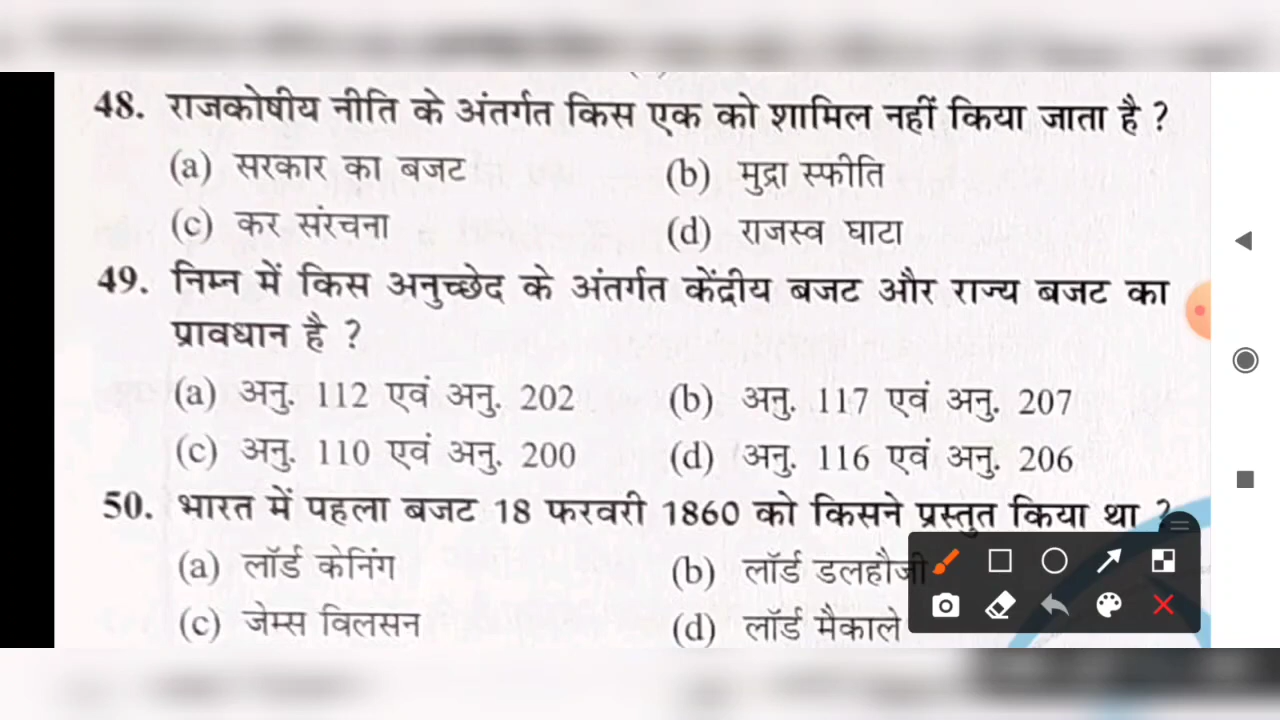 48. राजकोषीय नीति के अंतर्गत किस एक को शामिल नहीं किया जाता है ?
(a) सरकार का बजट (b) मुद्रा स्फीति
(c) कर संरचना (d) राजस्व घाटा
49. निम्न में किस अनुच्छेद के अंतर्गत केंद्रीय बजट और राज्य बजट का
प्रावधान है ?
(a) अनु. 112 एवं अनु. 202 (b) अनु. 117 एवं अनु. 207
(c) अनु. 110 एवं अनु. 200 (d) अनु. 116 एवं अनु. 206
50. भारत में पहला बजट 18 फरवरी 1860 को किसने प्रस्तुत किया था ?
(a) लॉर्ड केनिंग (b) लॉर्ड डलहौजी
(c) जेम्स विलसन (d) लॉर्ड मैकाले